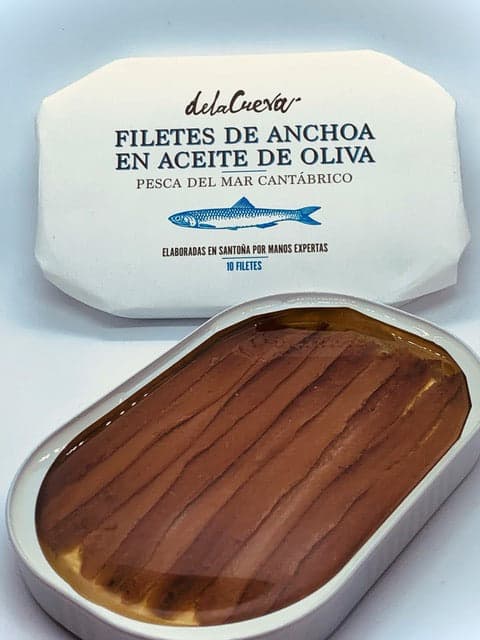 delaCueva
FILETES DE ANCHOA
EN ACEITE DE OLIVA
PESCA DEL MAR CANTÁBRICO
ELABORADAS EN SANTOÑA POR MANOS EXPERTAS
10 FILETES